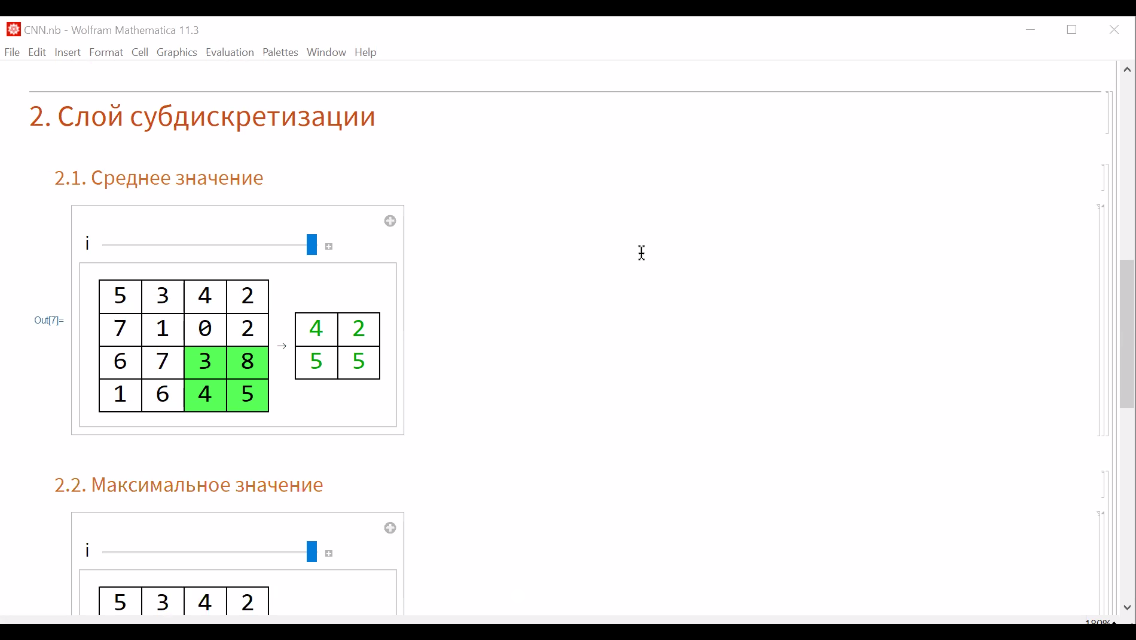 CNN.nb - Wolfram Mathematica 11.3
File Edit Insert Format Cell Graphics Evaluation Palettes Window Help
2. Слой субдискретизации
2.1. Среднее значение
i
5 3 4 2
7 1 0 2 4 2
Out[7]=
6 7 3 8 → 5 5
1 6 4 5
2.2. Максимальное значение
i
5 3 4 2